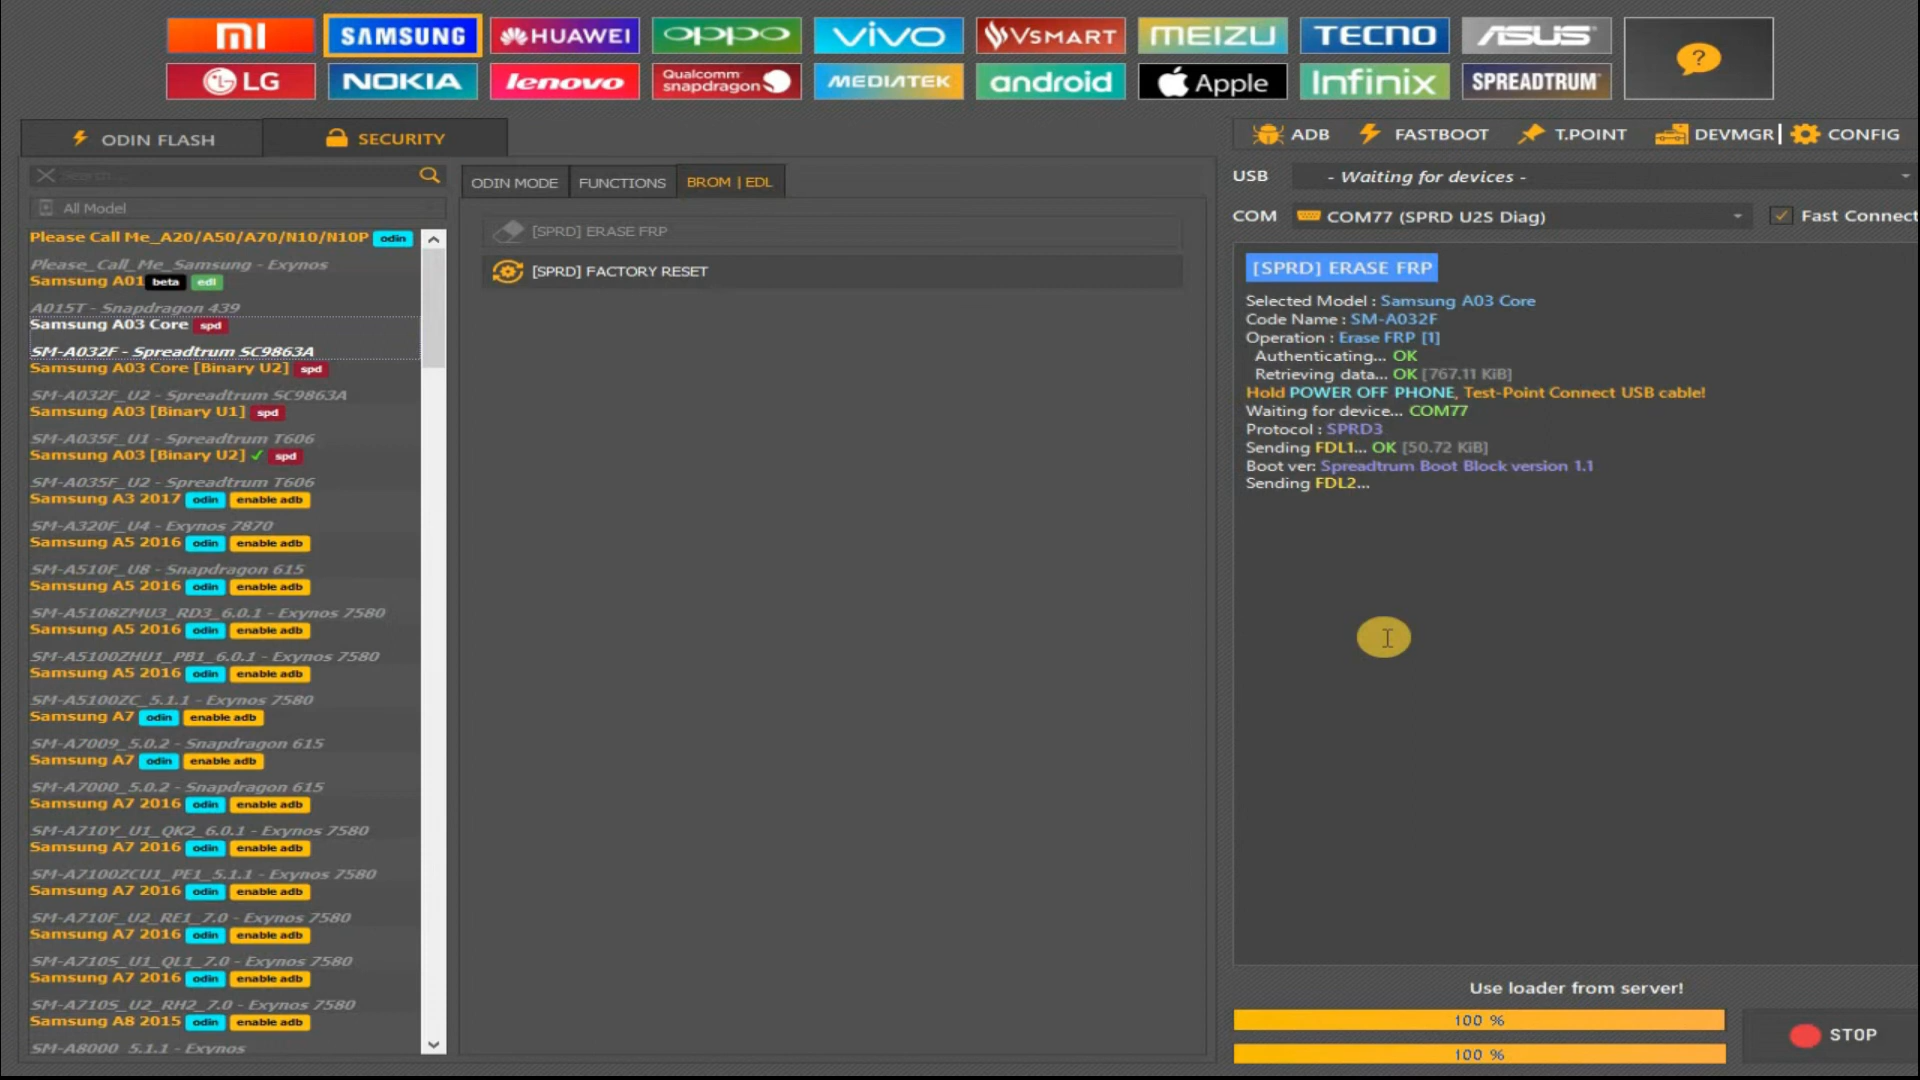 mi
SAMSUNG
HUAWEI
oppo
vivo
VSMART
MEIZU
TECNO
ASUS
?
LG
NOKIA
lenovo
Qualcomm
snapdragon
MEDIATEK
android
Apple
Infinix
SPREADTRUM
ODIN FLASH
SECURITY
ADB
FASTBOOT
T.POINT
DEVMGR
CONFIG
Search ...
All Model
Please Call Me_A20/A50/A70/N10/N10P odin
Please_Call_Me_Samsung - Exynos
Samsung A01 beta edl
A015T - Snapdragon 439
Samsung A03 Core spd
SM-A032F - Spreadtrum SC9863A
Samsung A03 Core [Binary U2] spd
SM-A032F_U2 - Spreadtrum SC9863A
Samsung A03 [Binary U1] spd
SM-A035F_U1 - Spreadtrum T606
Samsung A03 [Binary U2] ✓ spd
SM-A035F_U2 - Spreadtrum T606
Samsung A3 2017 odin enable adb
SM-A320F_U4 - Exynos 7870
Samsung A5 2016 odin enable adb
SM-A510F_U8 - Snapdragon 615
Samsung A5 2016 odin enable adb
SM-A5108ZMU3_RD3_6.0.1 - Exynos 7580
Samsung A5 2016 odin enable adb
SM-A5100ZHU1_PB1_6.0.1 - Exynos 7580
Samsung A5 2016 odin enable adb
SM-A5100ZC_5.1.1 - Exynos 7580
Samsung A7 odin enable adb
SM-A7009_5.0.2 - Snapdragon 615
Samsung A7 odin enable adb
SM-A7000_5.0.2 - Snapdragon 615
Samsung A7 2016 odin enable adb
SM-A710Y_U1_QK2_6.0.1 - Exynos 7580
Samsung A7 2016 odin enable adb
SM-A7100ZCU1_PE1_5.1.1 - Exynos 7580
Samsung A7 2016 odin enable adb
SM-A710F_U2_RE1_7.0 - Exynos 7580
Samsung A7 2016 odin enable adb
SM-A710S_U1_QL1_7.0 - Exynos 7580
Samsung A7 2016 odin enable adb
SM-A710S_U2_RH2_7.0 - Exynos 7580
Samsung A8 2015 odin enable adb
SM-A8000_5.1.1 - Exynos
ODIN MODE
FUNCTIONS
BROM | EDL
[SPRD] ERASE FRP
[SPRD] FACTORY RESET
USB - Waiting for devices -
COM COM77 (SPRD U2S Diag) Fast Connect
[SPRD] ERASE FRP
Selected Model : Samsung A03 Core
Code Name : SM-A032F
Operation : Erase FRP [1]
Authenticating... OK
Retrieving data... OK [767.11 KiB]
Hold POWER OFF PHONE, Test-Point Connect USB cable!
Waiting for device... COM77
Protocol : SPRD3
Sending FDL1... OK [50.72 KiB]
Boot ver: Spreadtrum Boot Block version 1.1
Sending FDL2...
Use loader from server!
100 %
100 %
STOP